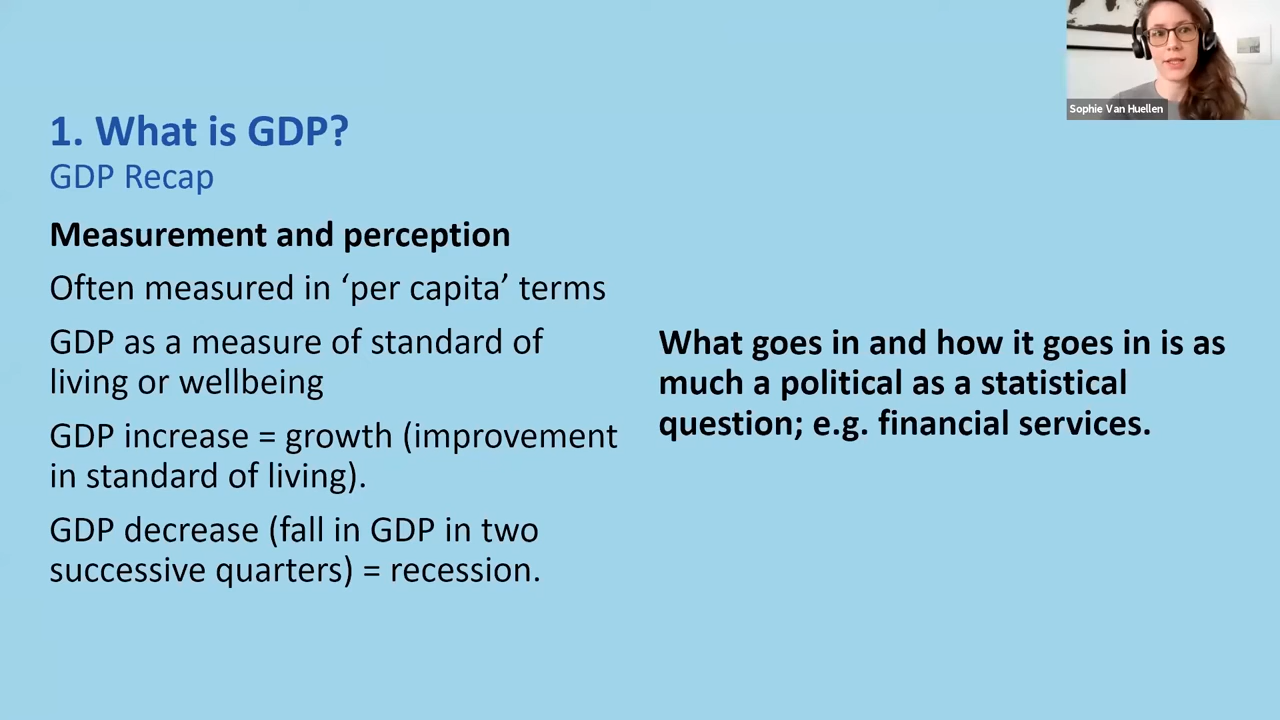 1. What is GDP?
GDP Recap
Measurement and perception
Often measured in ‘per capita’ terms
GDP as a measure of standard of
living or wellbeing
GDP increase = growth (improvement
in standard of living).
GDP decrease (fall in GDP in two
successive quarters) = recession.
What goes in and how it goes in is as
much a political as a statistical
question; e.g. financial services.
Sophie Van Huellen